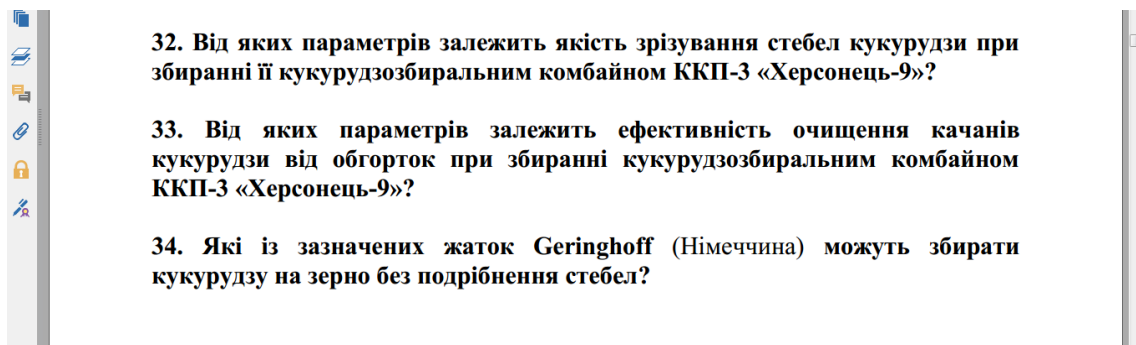 32. Від яких параметрів залежить якість зрізування стебел кукурудзи при
збиранні її кукурудзозбиральним комбайном ККП-3 «Херсонець-9»?
33. Від яких параметрів залежить ефективність очищення качанів
кукурудзи від обгорток при збиранні кукурудзозбиральним комбайном
ККП-3 «Херсонець-9»?
34. Які із зазначених жаток Geringhoff (Німеччина) можуть збирати
кукурудзу на зерно без подрібнення стебел?